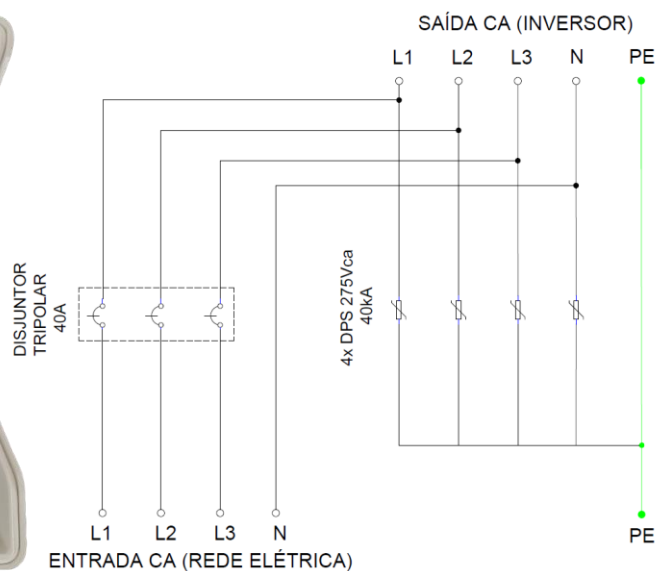 SAÍDA CA (INVERSOR)
L1 L2 L3 N PE
DISJUNTOR
TRIPOLAR
40A
4x DPS 275Vca
40kA
L1 L2 L3 N PE
ENTRADA CA (REDE ELÉTRICA)